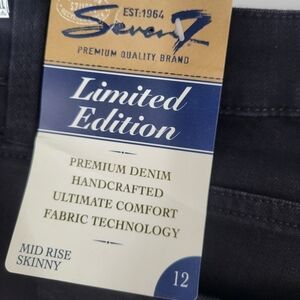 EST:1964
Seven7
PREMIUM QUALITY BRAND
Limited
Edition
PREMIUM DENIM
HANDCRAFTED
ULTIMATE COMFORT
FABRIC TECHNOLOGY
MID RISE
SKINNY
12